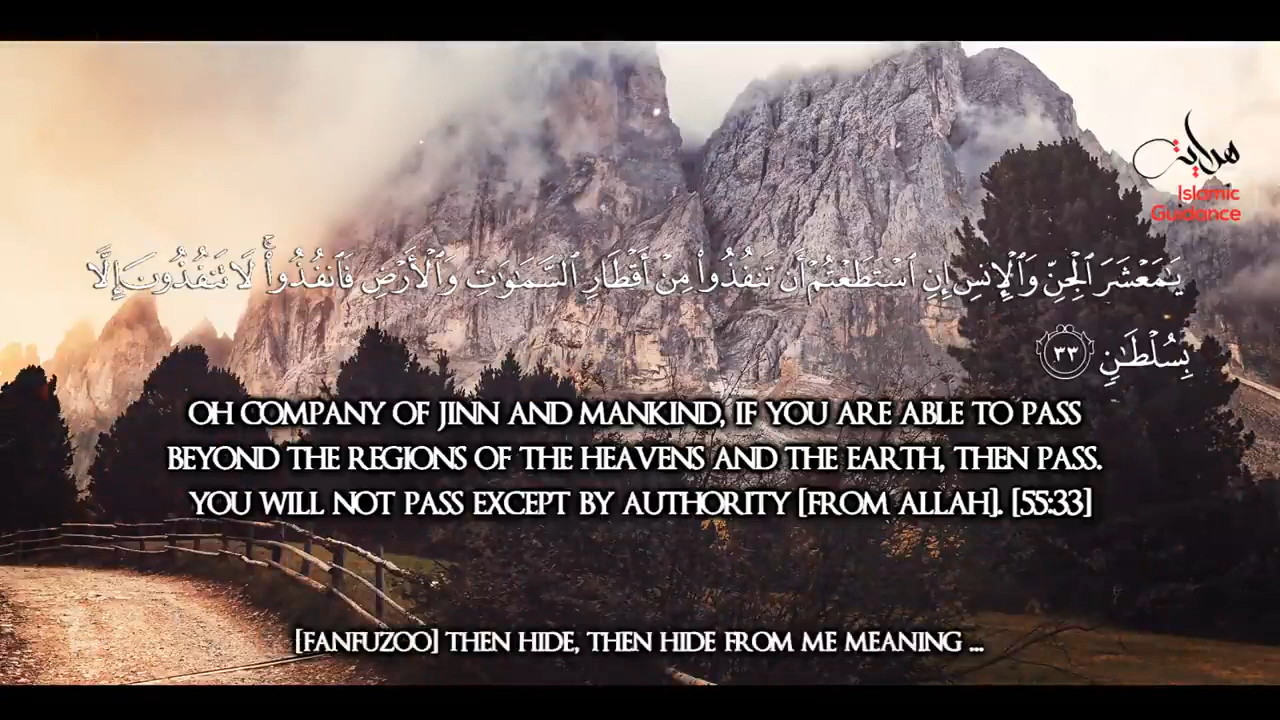 هداية
Islamic
Guidance
يَٰمَعْشَرَ ٱلْجِنِّ وَٱلْإِنسِ إِنِ ٱسْتَطَعْتُمْ أَن تَنفُذُوا۟ مِنْ أَقْطَارِ ٱلسَّمَٰوَٰتِ وَٱلْأَرْضِ فَٱنفُذُوا۟ ۚ لَا تَنفُذُونَ إِلَّا
بِسُلْطَٰنٍ ٣٣
OH COMPANY OF JINN AND MANKIND, IF YOU ARE ABLE TO PASS
BEYOND THE REGIONS OF THE HEAVENS AND THE EARTH, THEN PASS.
YOU WILL NOT PASS EXCEPT BY AUTHORITY [FROM ALLAH]. [55:33]
[FANFUZOO] THEN HIDE, THEN HIDE FROM ME MEANING ...